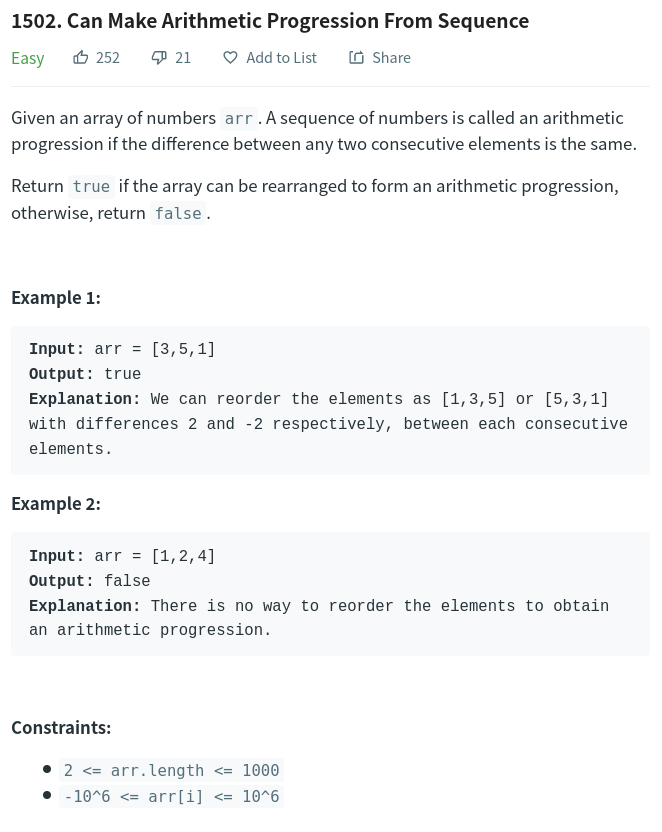 1502. Can Make Arithmetic Progression From Sequence
Easy 252 21 Add to List Share
Given an array of numbers arr. A sequence of numbers is called an arithmetic
progression if the difference between any two consecutive elements is the same.
Return true if the array can be rearranged to form an arithmetic progression,
otherwise, return false.
Example 1:
Input: arr = [3,5,1]
Output: true
Explanation: We can reorder the elements as [1,3,5] or [5,3,1]
with differences 2 and -2 respectively, between each consecutive
elements.
Example 2:
Input: arr = [1,2,4]
Output: false
Explanation: There is no way to reorder the elements to obtain
an arithmetic progression.
Constraints:
2 <= arr.length <= 1000
-10^6 <= arr[i] <= 10^6